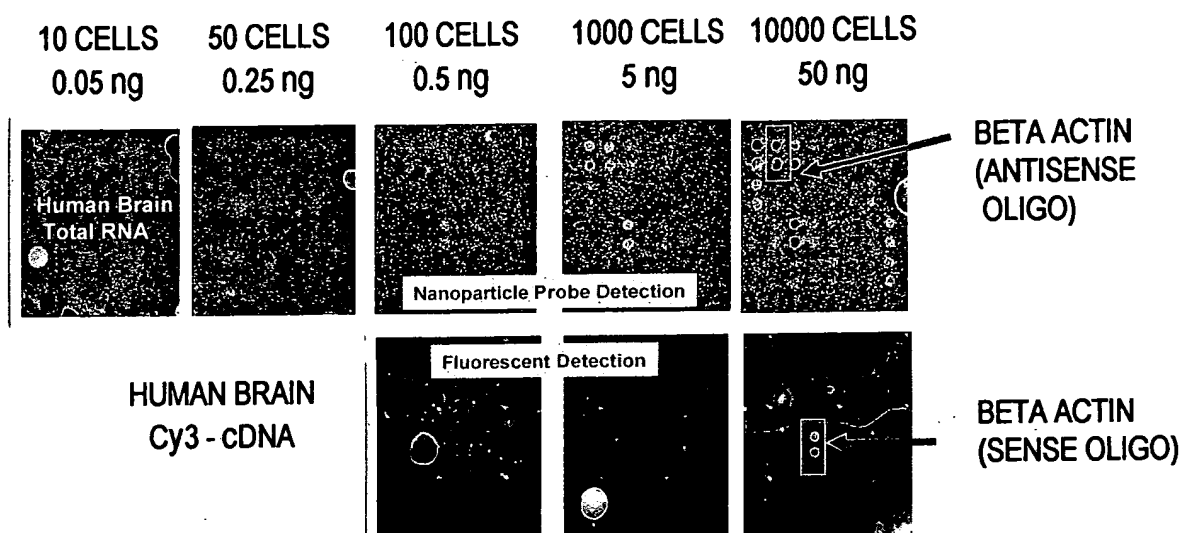 10 CELLS 50 CELLS 100 CELLS 1000 CELLS 10000 CELLS
0.05 ng 0.25 ng 0.5 ng 5 ng 50 ng
Human Brain
Total RNA
BETA ACTIN
(ANTISENSE
OLIGO)
Nanoparticle Probe Detection
Fluorescent Detection
HUMAN BRAIN
Cy3 - cDNA
BETA ACTIN
(SENSE OLIGO)